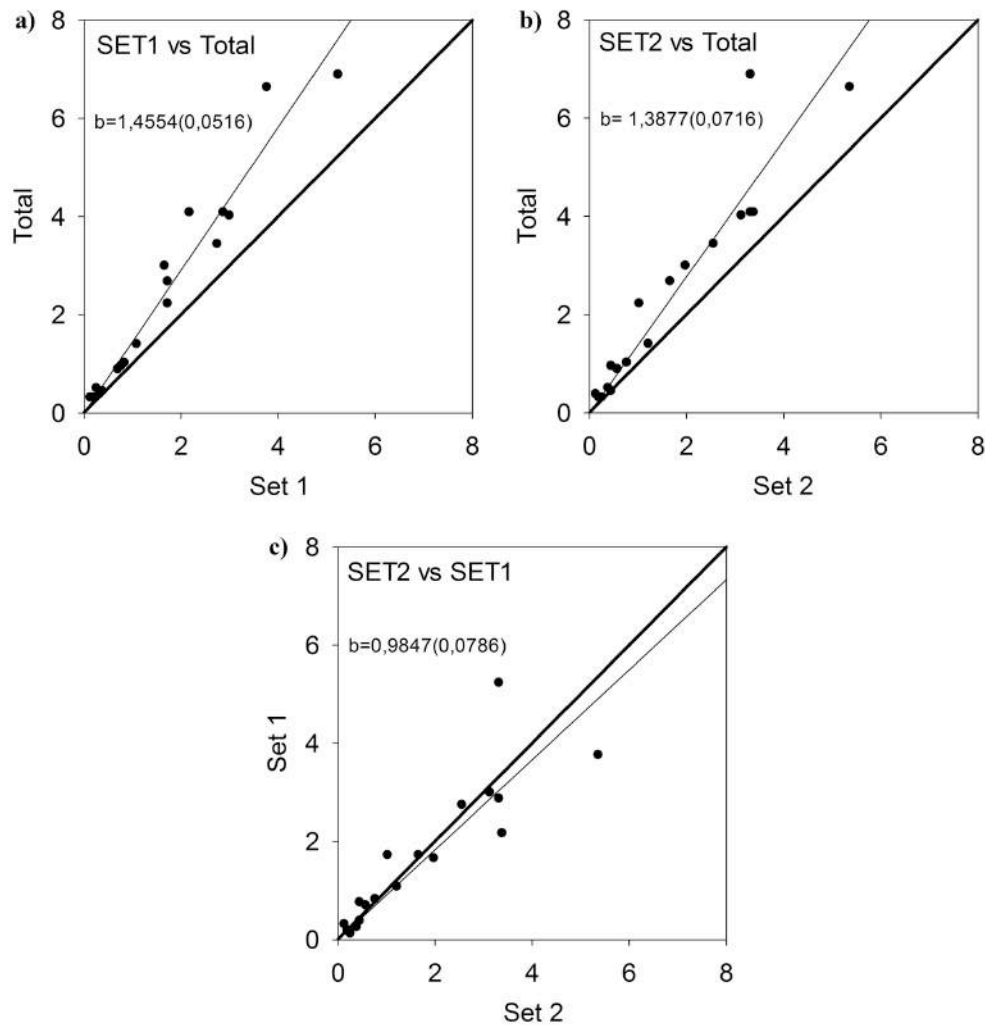 a)
SET1 vs Total
b=1,4554(0,0516)
Total
8
6
4
2
0
0 2 4 6 8
Set 1
b)
SET2 vs Total
b= 1,3877(0,0716)
Total
8
6
4
2
0
0 2 4 6 8
Set 2
c)
SET2 vs SET1
b=0,9847(0,0786)
Set 1
8
6
4
2
0
0 2 4 6 8
Set 2